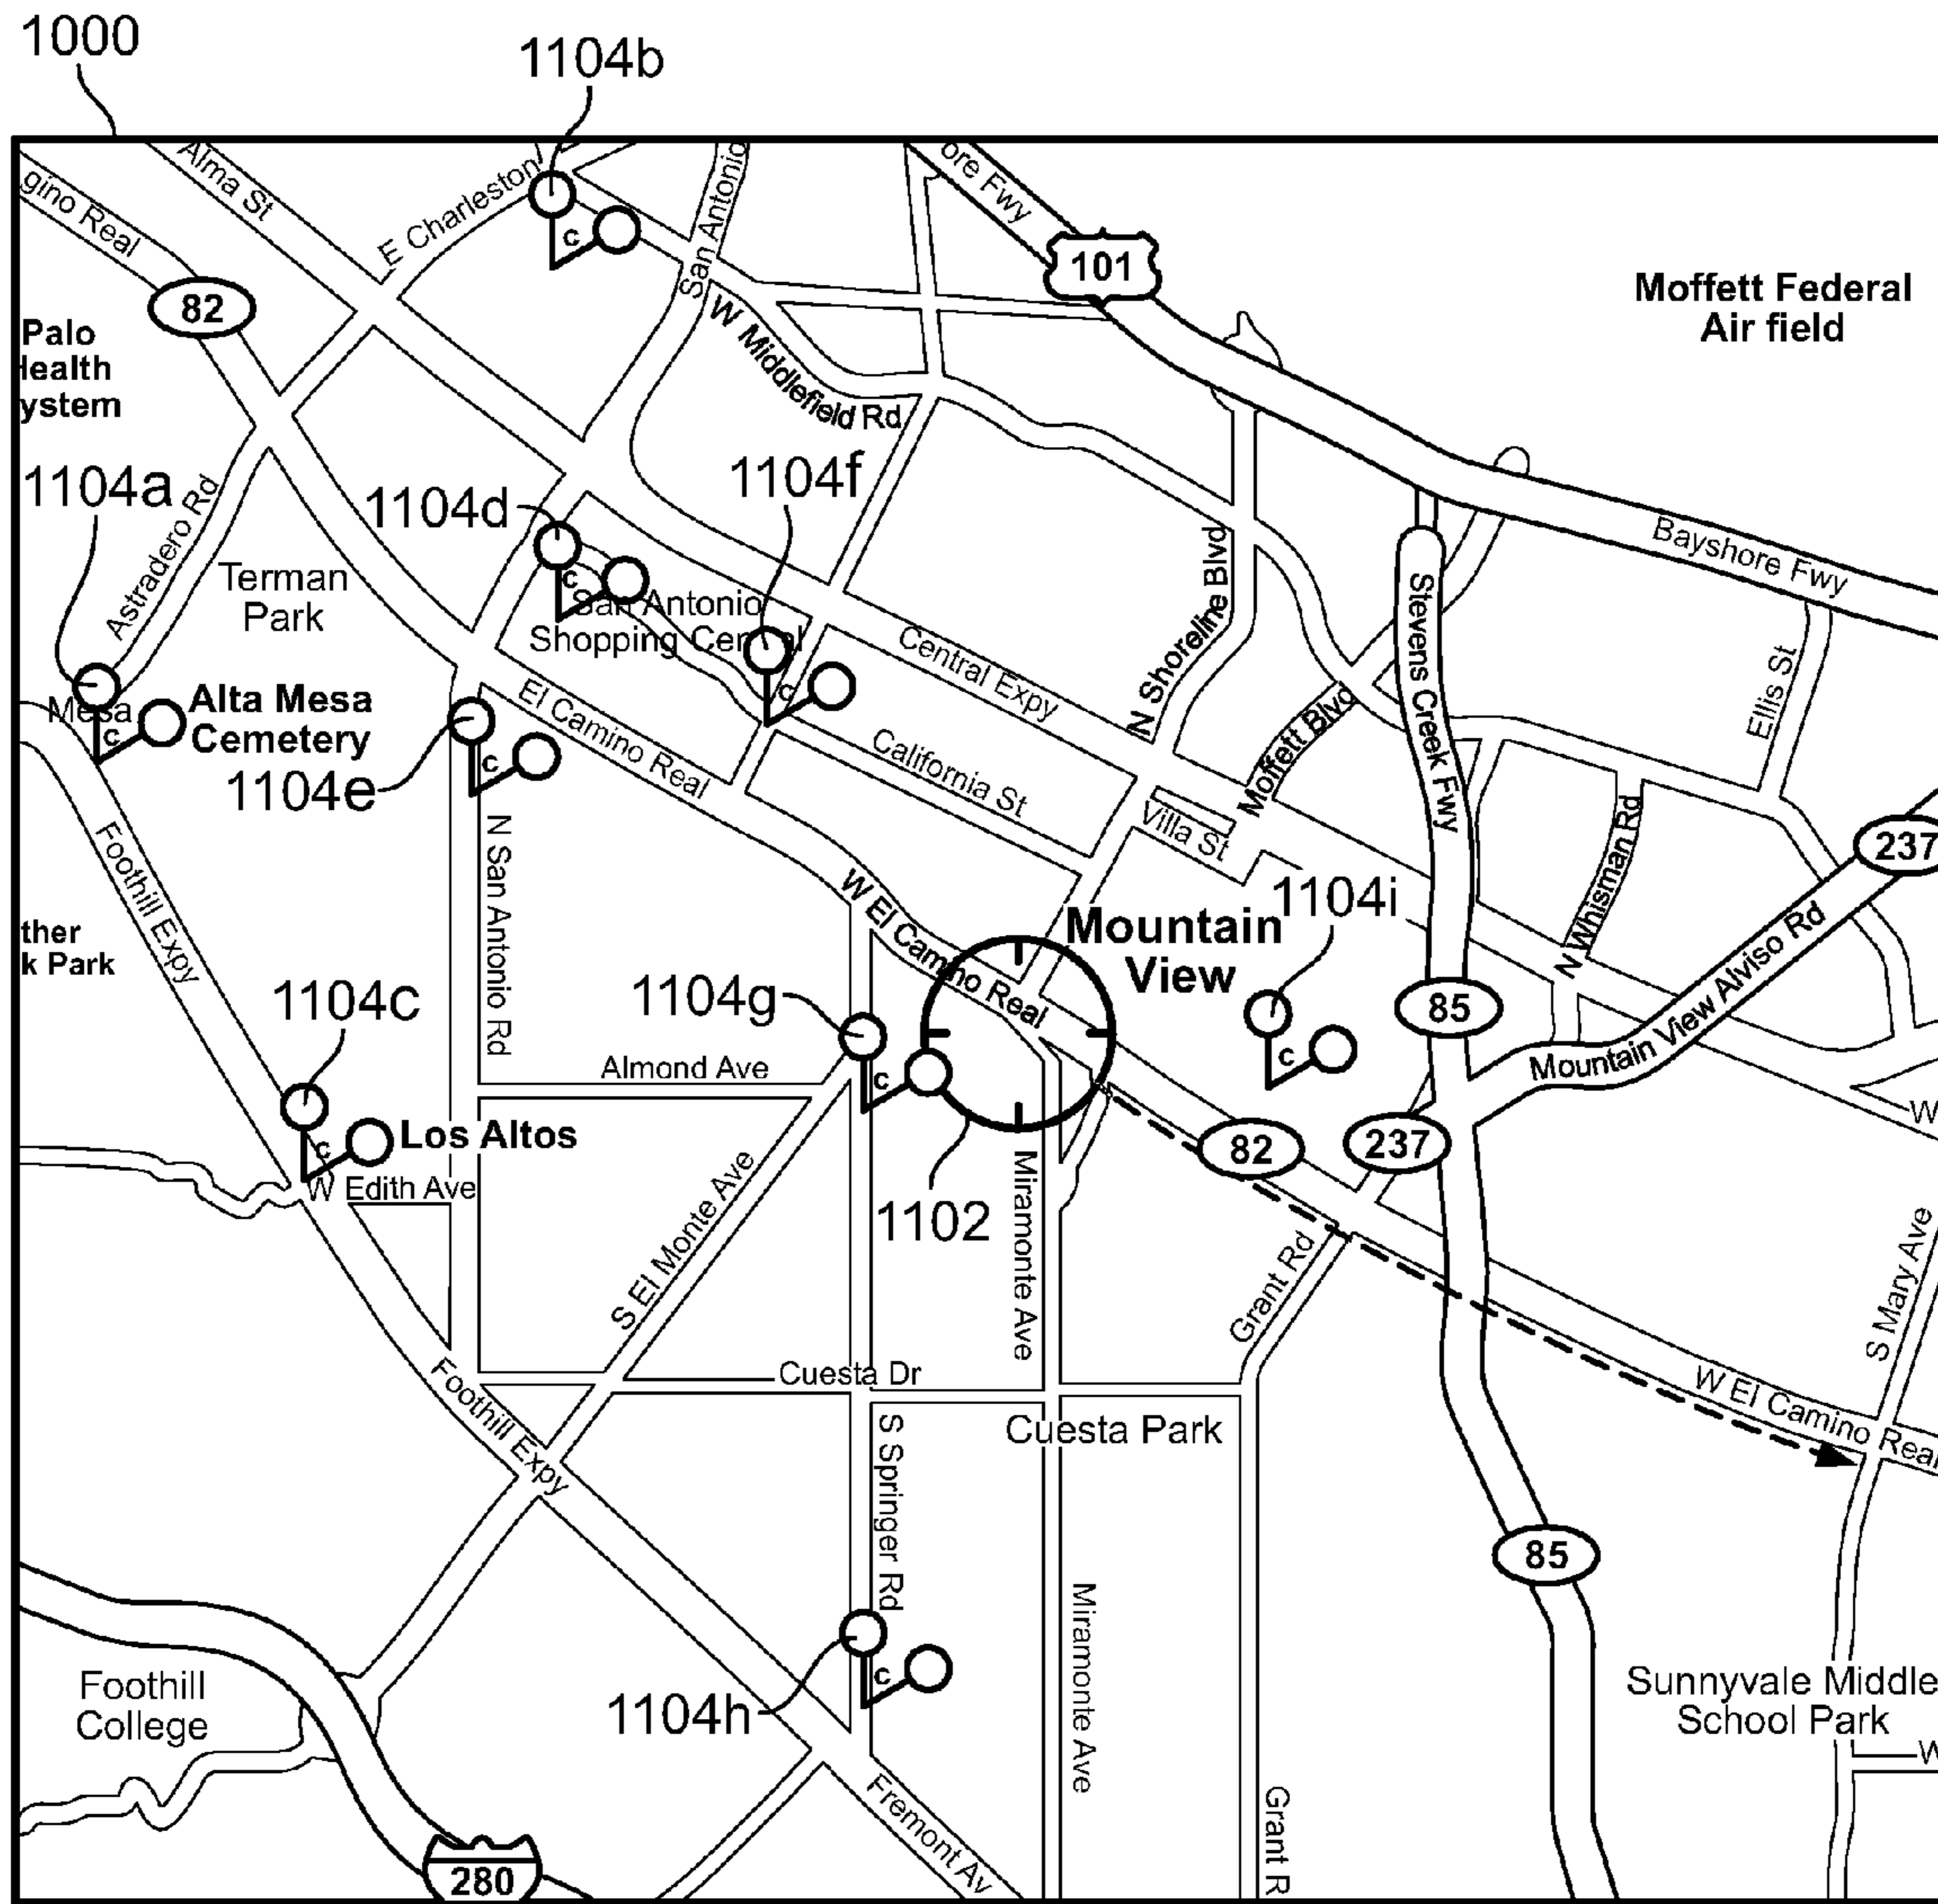 1000
1104b
gino Real
Alma St
E Charleston
San Antonio
ore Fwy
101
Moffett Federal
Air field
82
Palo
Health
ystem
W Middlefield Rd
1104a
1104d
1104f
Astradero Rd
Terman
Park
San Antonio
Shopping Central
c
c
N Shoreline Blvd
Stevens Creek Fwy
Bayshore Fwy
Central Expy
Ellis St
Mesa
c
Alta Mesa
Cemetery
1104e
c
c
El Camino Real
California St
Moffett Blvd
Villa St
N Whisman Rd
237
Foothill Expy
N San Antonio Rd
W El Camino Real
Mountain
View
1104i
ther
k Park
1104c
1104g
85
Mountain View Alviso Rd
c
Almond Ave
c
Los Altos
c
82
237
W
W Edith Ave
1102
S El Monte Ave
Miramonte Ave
Grant Rd
S Mary Ave
Foothill Expy
Cuesta Dr
Cuesta Park
W El Camino Real
S Springer Rd
85
Miramonte Ave
Foothill
College
1104h
c
Sunnyvale Middle
School Park
W
Fremont Av
Grant R
280